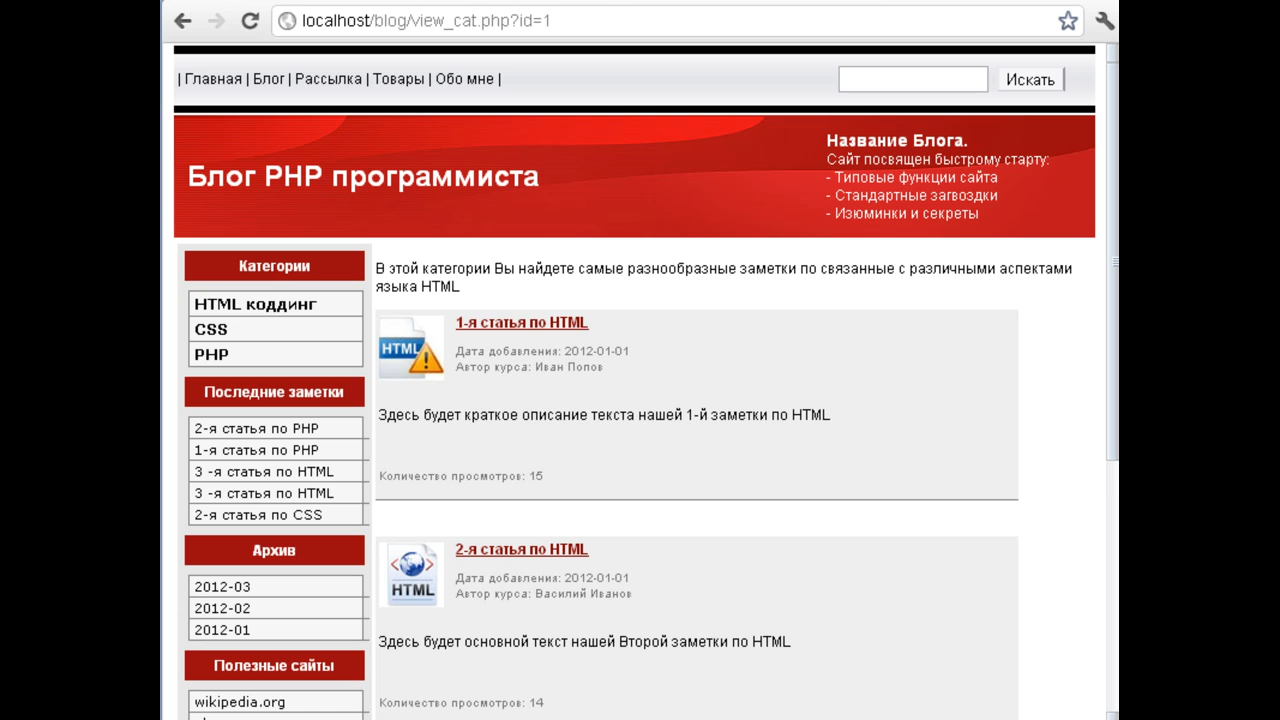 localhost/blog/view_cat.php?id=1
| Главная | Блог | Рассылка | Товары | Обо мне |
Искать
Блог PHP программиста
Название Блога.
Сайт посвящен быстрому старту:
- Типовые функции сайта
- Стандартные загвоздки
- Изюминки и секреты
Категории
HTML коддинг
CSS
PHP
Последние заметки
2-я статья по PHP
1-я статья по PHP
3 -я статья по HTML
3 -я статья по HTML
2-я статья по CSS
Архив
2012-03
2012-02
2012-01
Полезные сайты
wikipedia.org
В этой категории Вы найдете самые разнообразные заметки по связанные с различными аспектами
языка HTML
HTML
1-я статья по HTML
Дата добавления: 2012-01-01
Автор курса: Иван Попов
Здесь будет краткое описание текста нашей 1-й заметки по HTML
Количество просмотров: 15
HTML
2-я статья по HTML
Дата добавления: 2012-01-01
Автор курса: Василий Иванов
Здесь будет основной текст нашей Второй заметки по HTML
Количество просмотров: 14